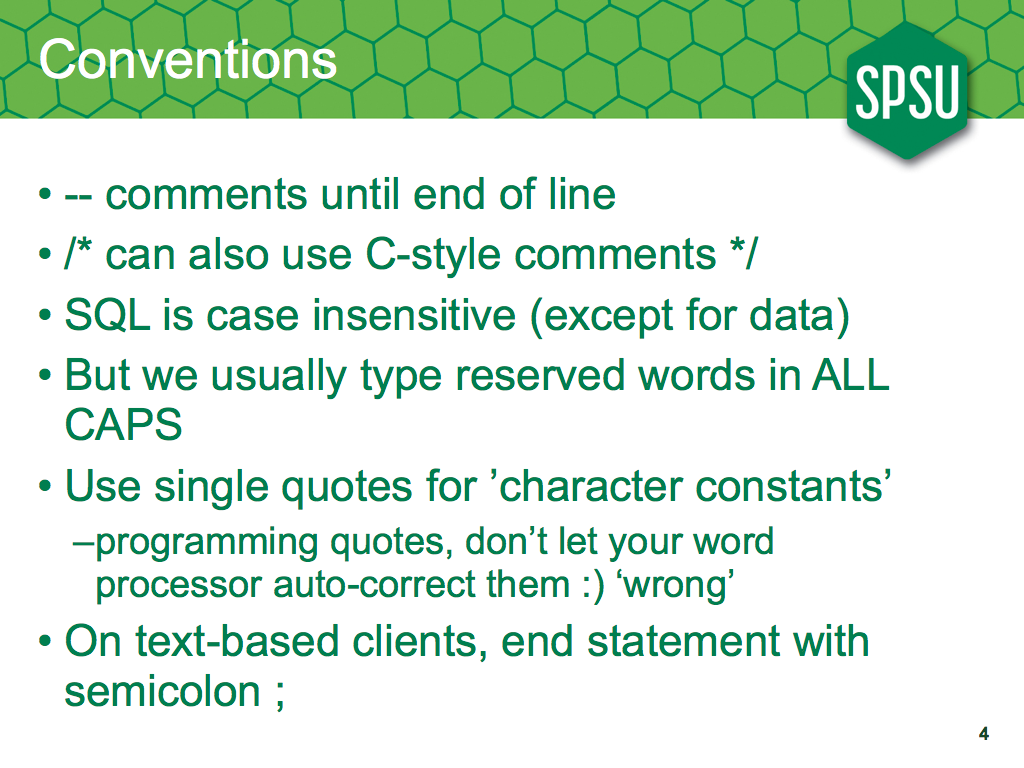 Conventions
SPSU
• -- comments until end of line
• /* can also use C-style comments */
• SQL is case insensitive (except for data)
• But we usually type reserved words in ALL
CAPS
• Use single quotes for ’character constants’
–programming quotes, don’t let your word
processor auto-correct them :) ‘wrong’
• On text-based clients, end statement with
semicolon ;
4